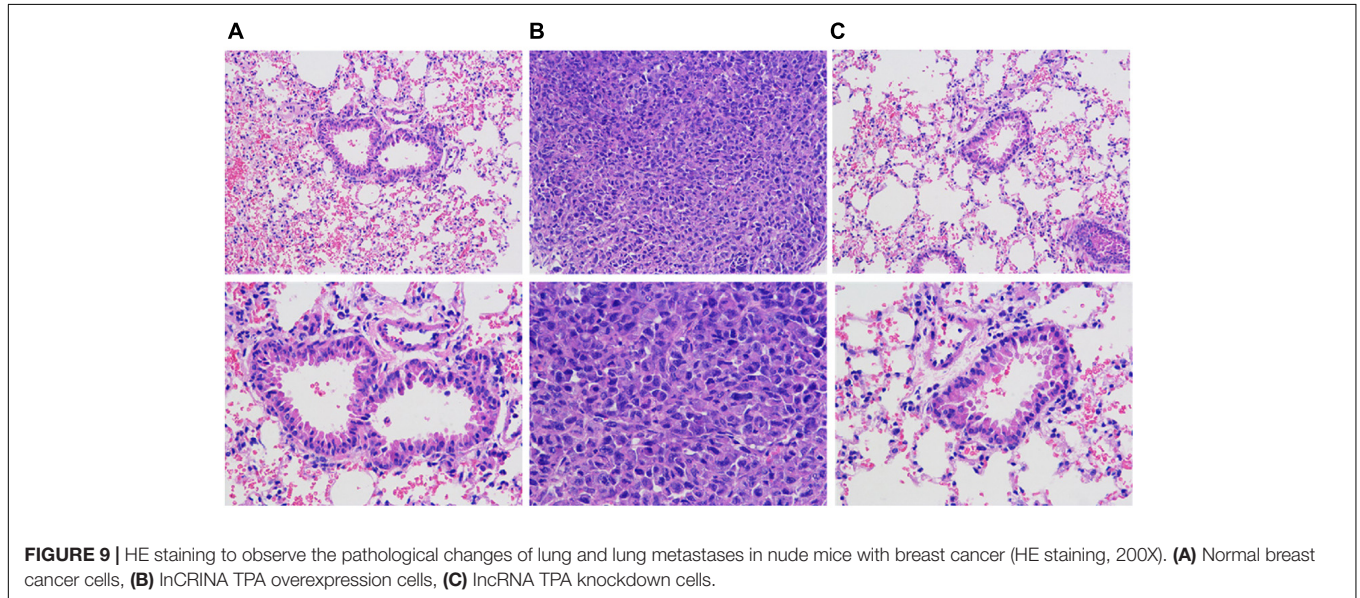 A B C
FIGURE 9 | HE staining to observe the pathological changes of lung and lung metastases in nude mice with breast cancer (HE staining, 200X). (A) Normal breast
cancer cells, (B) lnCRINA TPA overexpression cells, (C) lncRNA TPA knockdown cells.